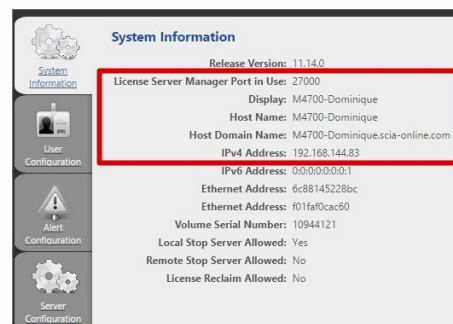 System Information
System
Information
User
Configuration
Alert
Configuration
Server
Configuration
Release Version: 11.14.0
License Server Manager Port in Use: 27000
Display: M4700-Dominique
Host Name: M4700-Dominique
Host Domain Name: M4700-Dominique.scia-online.com
IPv4 Address: 192.168.144.83
IPv6 Address: 0:0:0:0:0:0:0:1
Ethernet Address: 6c88145228bc
Ethernet Address: f01faf0cac60
Volume Serial Number: 10944121
Local Stop Server Allowed: Yes
Remote Stop Server Allowed: No
License Reclaim Allowed: No